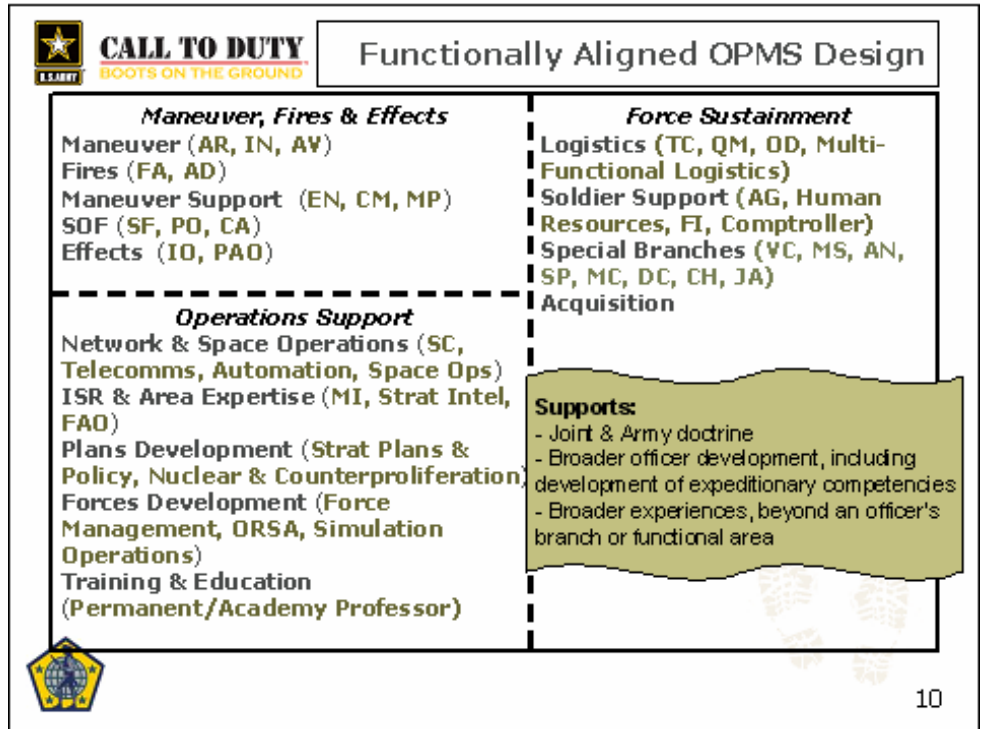 U.S. ARMY
CALL TO DUTY
BOOTS ON THE GROUND
Functionally Aligned OPMS Design
Maneuver, Fires & Effects
Maneuver (AR, IN, AV)
Fires (FA, AD)
Maneuver Support (EN, CM, MP)
SOF (SF, PO, CA)
Effects (IO, PAO)
Operations Support
Network & Space Operations (SC,
Telecomms, Automation, Space Ops)
ISR & Area Expertise (MI, Strat Intel,
FAO)
Plans Development (Strat Plans &
Policy, Nuclear & Counterproliferation)
Forces Development (Force
Management, ORSA, Simulation
Operations)
Training & Education
(Permanent/Academy Professor)
Force Sustainment
Logistics (TC, QM, OD, Multi-
Functional Logistics)
Soldier Support (AG, Human
Resources, FI, Comptroller)
Special Branches (VC, MS, AN,
SP, MC, DC, CH, JA)
Acquisition
Supports:
- Joint & Army doctrine
- Broader officer development, including
development of expeditionary competencies
- Broader experiences, beyond an officer's
branch or functional area
10